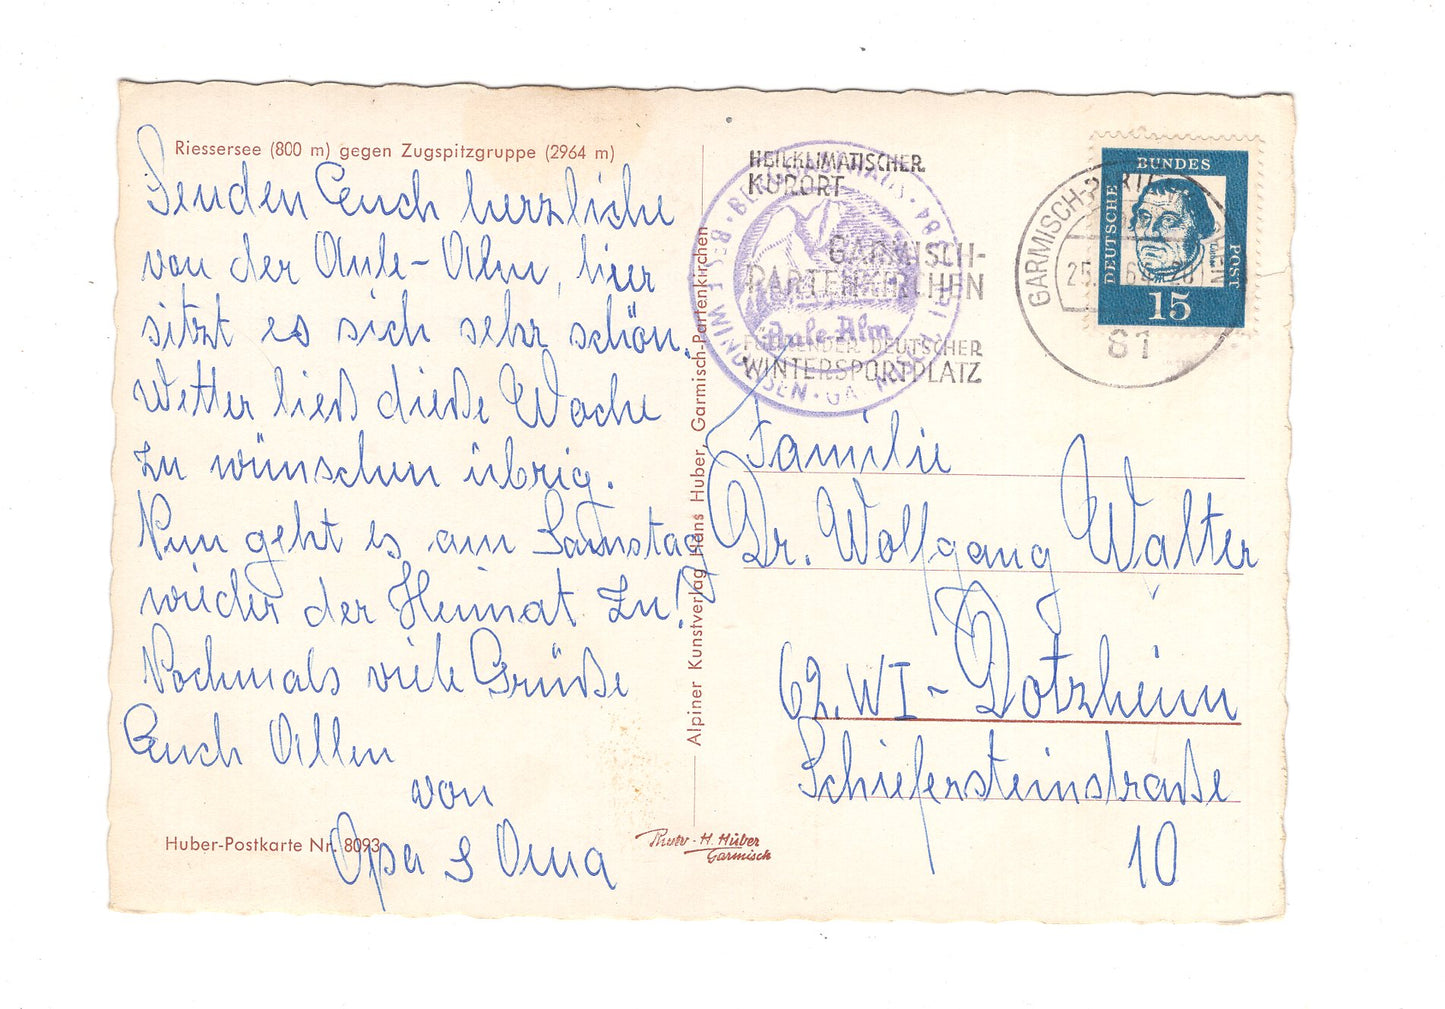 Riessersee (800 m) gegen Zugspitzgruppe (2964 m)
Senden Euch herzliche
von der Aule-Alm, hier
sitzt es sich sehr schön.
Wetter ließ dieße Woche
zu wünschen übrig.
Nun geht es am Samstag
wieder der Heimat zu!
Nochmals viele Grüße
Euch Allen
von
Opa & Oma
Huber-Postkarte Nr. 8093
Photo-H. Huber
Garmisch
Alpiner Kunstverlag Hans Huber, Garmisch-Partenkirchen
HEILKLIMATISCHER
KURORT
GARMISCH-
PARTENKIRCHEN
FÜHRENDER DEUTSCHER
WINTERSPORTPLATZ
Aule-Alm
GARMISCH-PARTENKIRCHEN
81
DEUTSCHE
BUNDES
POST
15
Familie
Dr. Wolfgang Walter
62. WI - Dotzheim
Schiefersteinstraße
10